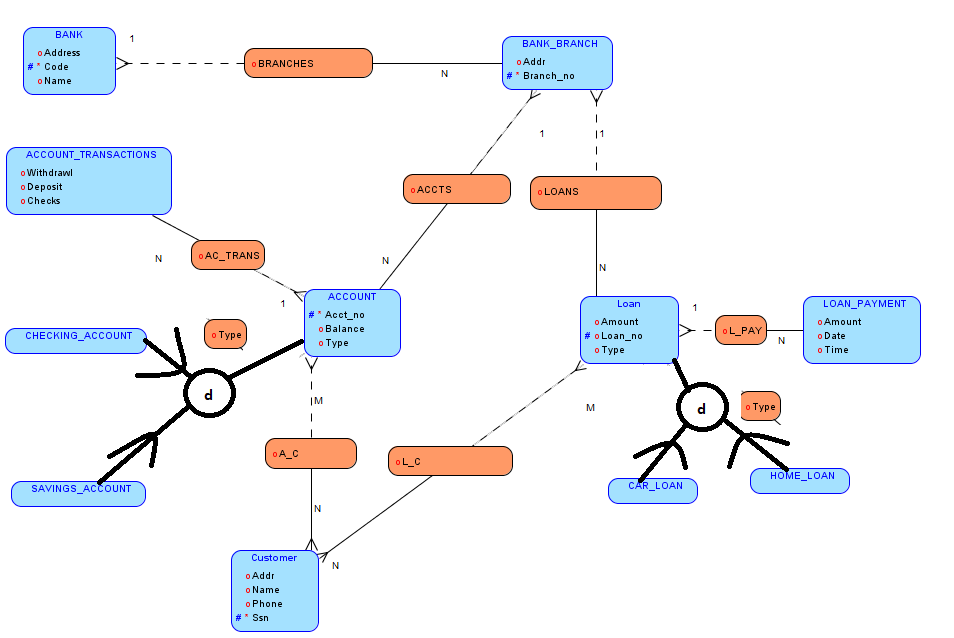 BANK
o Address
# * Code
o Name
1
o BRANCHES
N
BANK_BRANCH
o Addr
# * Branch_no
1
1
ACCOUNT_TRANSACTIONS
o Withdrawl
o Deposit
o Checks
o ACCTS
o LOANS
N
o AC_TRANS
N
N
1
ACCOUNT
# * Acct_no
o Balance
o Type
Loan
o Amount
# o Loan_no
o Type
1
o L_PAY
N
LOAN_PAYMENT
o Amount
o Date
o Time
CHECKING_ACCOUNT
o Type
d
M
M
d
o Type
o A_C
o L_C
SAVINGS_ACCOUNT
CAR_LOAN
HOME_LOAN
N
N
Customer
o Addr
o Name
o Phone
# * Ssn